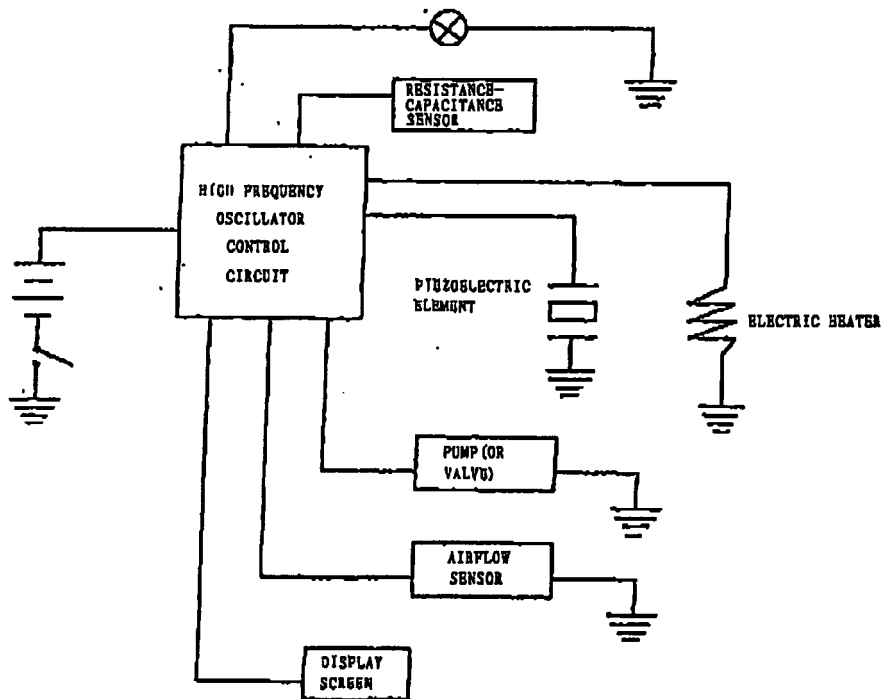 RESISTANCE-
CAPACITANCE
SENSOR
HIGH FREQUENCY
OSCILLATOR
CONTROL
CIRCUIT
PIEZOELECTRIC
ELEMENT
ELECTRIC HEATER
PUMP(OR
VALVE)
AIRFLOW
SENSOR
DISPLAY
SCREEN